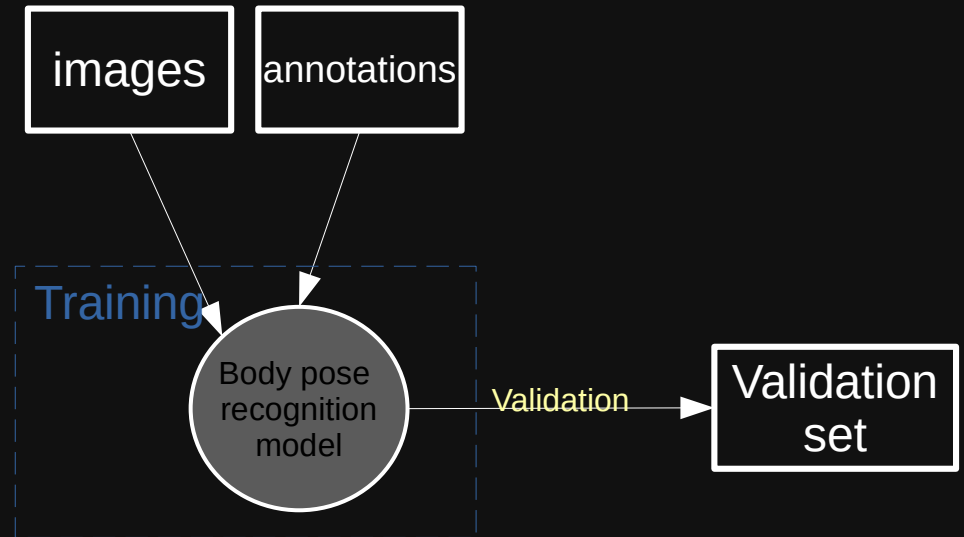 images
annotations
Training
Body pose
recognition
model
Validation
Validation
set